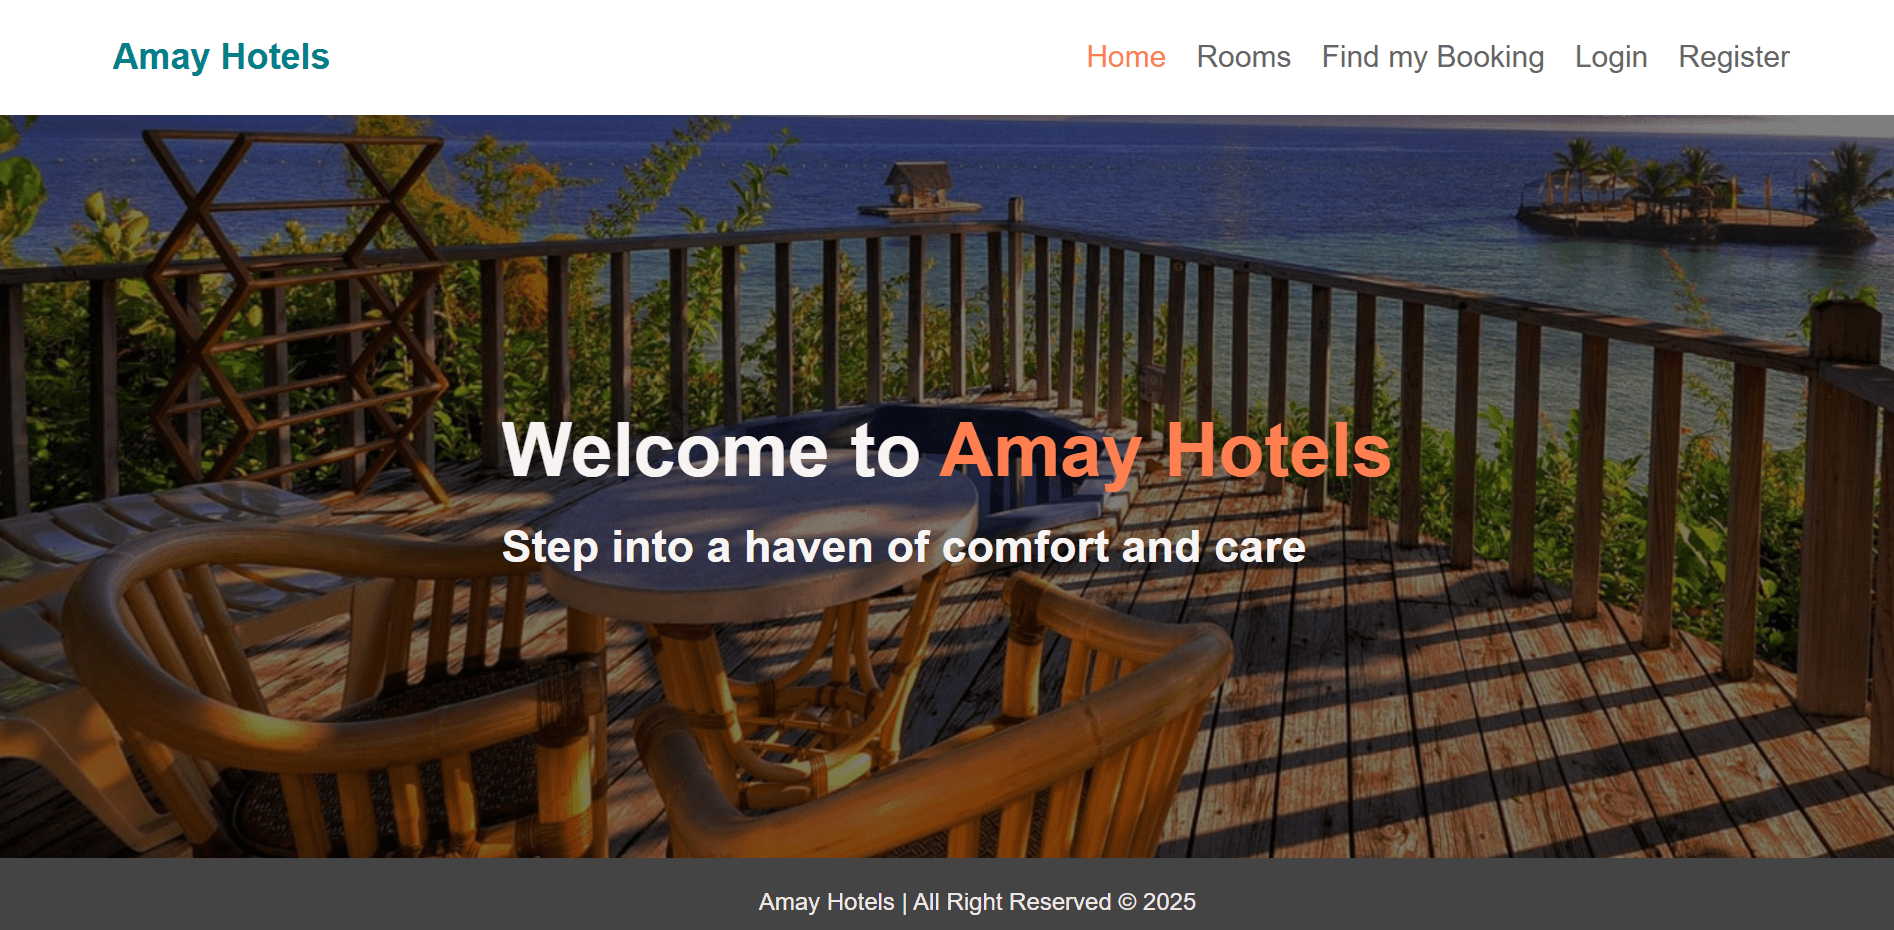 Amay Hotels
Home Rooms Find my Booking Login Register
Welcome to Amay Hotels
Step into a haven of comfort and care
Amay Hotels | All Right Reserved © 2025